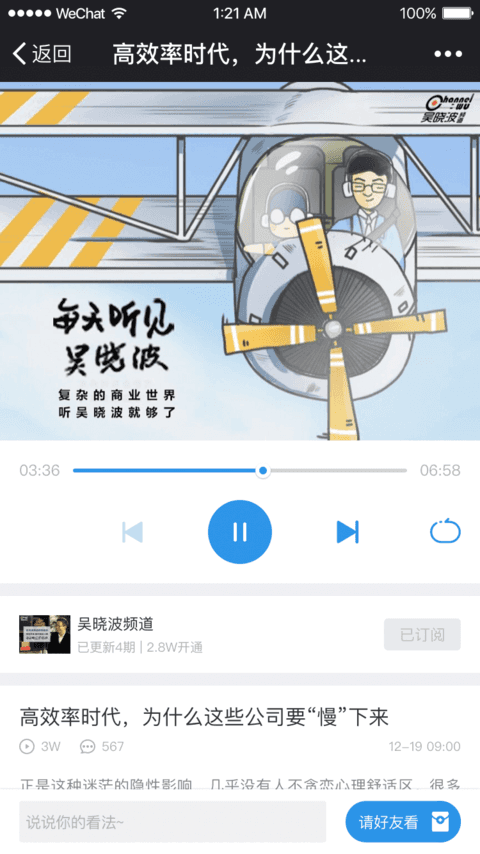 WeChat
1:21 AM
100%
返回
高效率时代，为什么这...
Channel
WU
吴晓波频道
每天听见
吴晓波
复杂的商业世界
听吴晓波就够了
03:36
06:58
吴晓波频道
已更新4期 | 2.8W开通
已订阅
高效率时代，为什么这些公司要“慢”下来
3W
567
12-19 09:00
正是这种迷茫的隐性影响，几乎没有人不贪恋心理舒适区，很多
说说你的看法~
请好友看